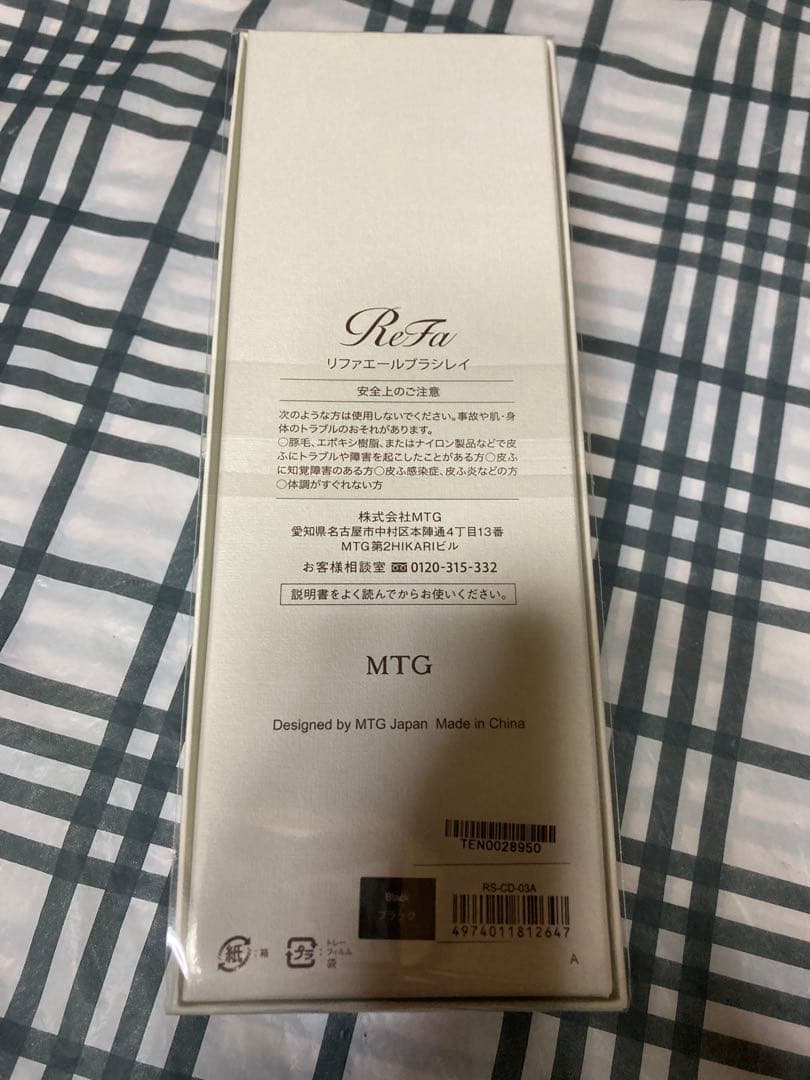 ReFa
リファエールブラシレイ
安全上のご注意
次のような方は使用しないでください。事故や肌・身
体のトラブルのおそれがあります。
○豚毛、エポキシ樹脂、またはナイロン製品などで皮
ふにトラブルや障害を起こしたことがある方○皮ふ
に知覚障害のある方○皮ふ感染症、皮ふ炎などの方
○体調がすぐれない方
株式会社MTG
愛知県名古屋市中村区本陣通4丁目13番
MTG第2HIKARIビル
お客様相談室 0120-315-332
説明書をよく読んでからお使いください。
MTG
Designed by MTG Japan Made in China
TEN0028950
Black
ブラック
RS-CD-03A
4974011812647
紙:箱
プラ:トレー
フィルム
袋
A